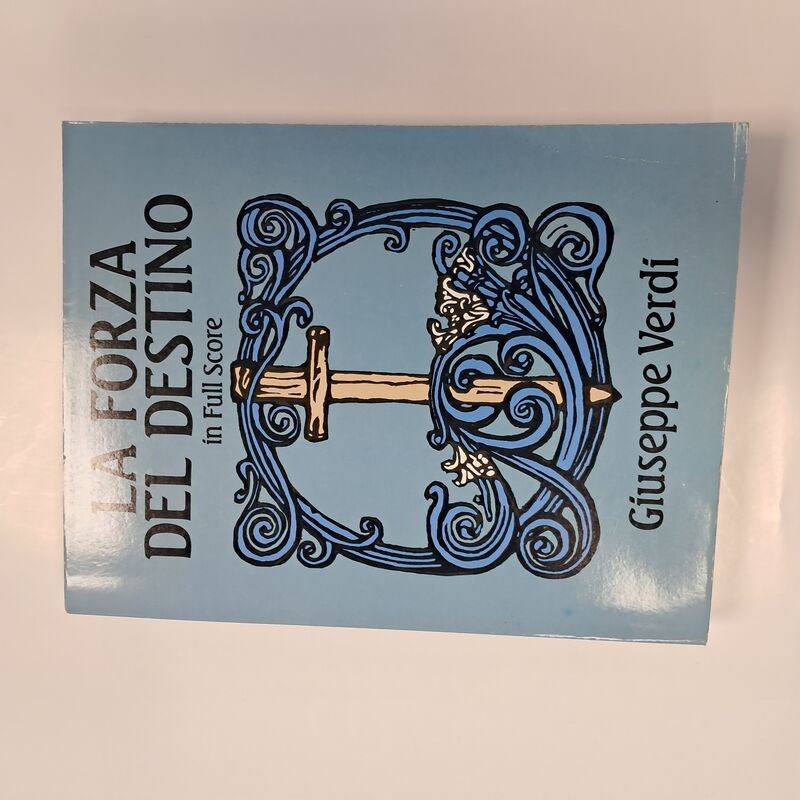 LA FORZA
DEL DESTINO
in Full Score
Giuseppe Verdi